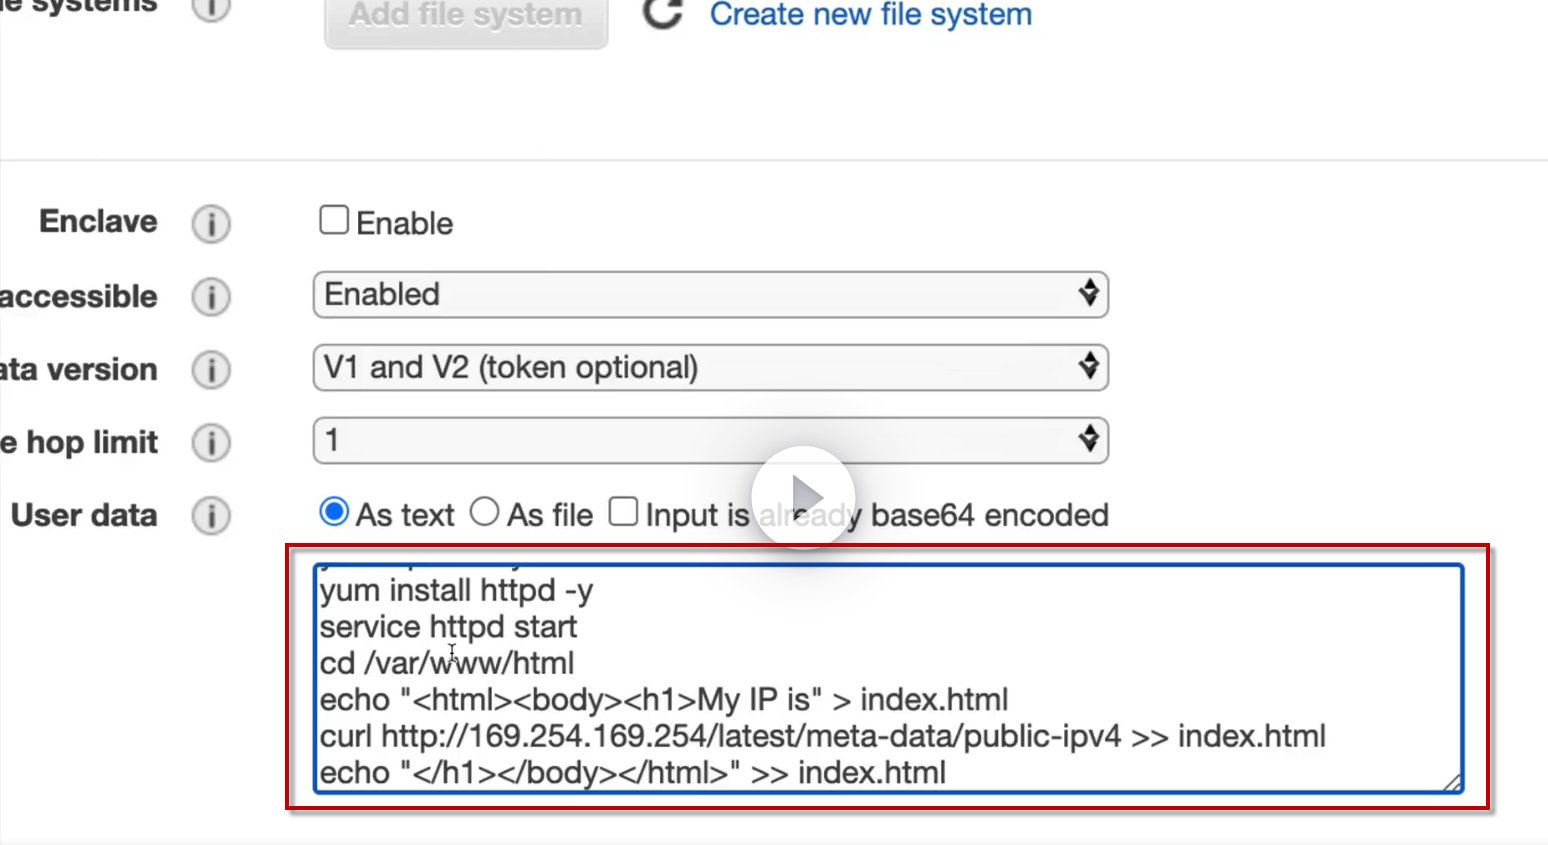 e systems
Add file system
Create new file system
Enclave
Enable
accessible
Enabled
ata version
V1 and V2 (token optional)
e hop limit
1
User data
As text
As file
Input is already base64 encoded
yum install httpd -y
service httpd start
cd /var/www/html
echo "<html><body><h1>My IP is" > index.html
curl http://169.254.169.254/latest/meta-data/public-ipv4 >> index.html
echo "</h1></body></html>" >> index.html